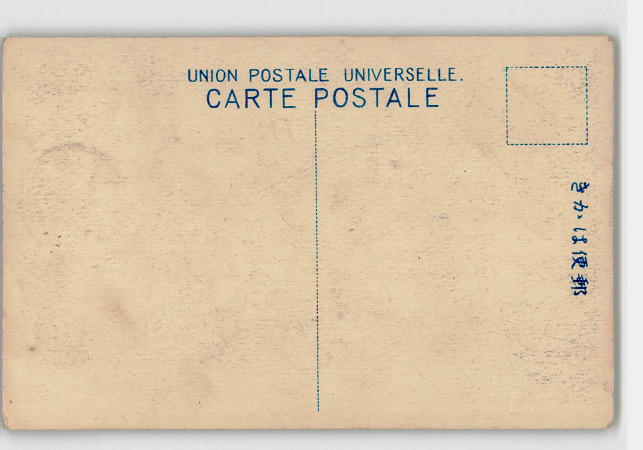 UNION POSTALE UNIVERSELLE.
CARTE POSTALE
郵便はかき